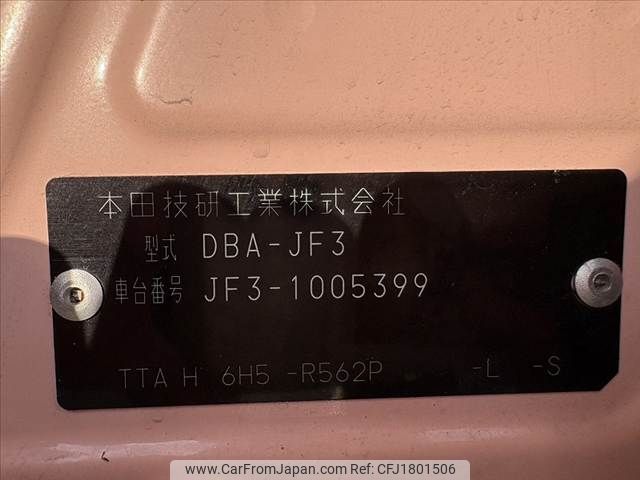 本田技研工業株式会社
型式 DBA-JF3
車台番号 JF3-1005399
TTA H 6H5 -R562P -L -S
www.CarFromJapan.com Ref ID: CFJ1801506